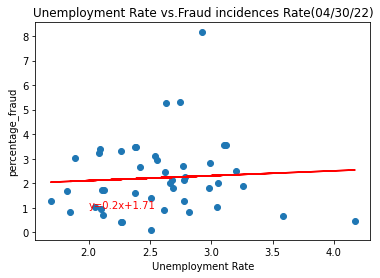 Unemployment Rate vs.Fraud incidences Rate(04/30/22)
percentage_fraud
8
7
6
5
4
3
2
1
0
y=0.2x+1.71
2.0 2.5 3.0 3.5 4.0
Unemployment Rate